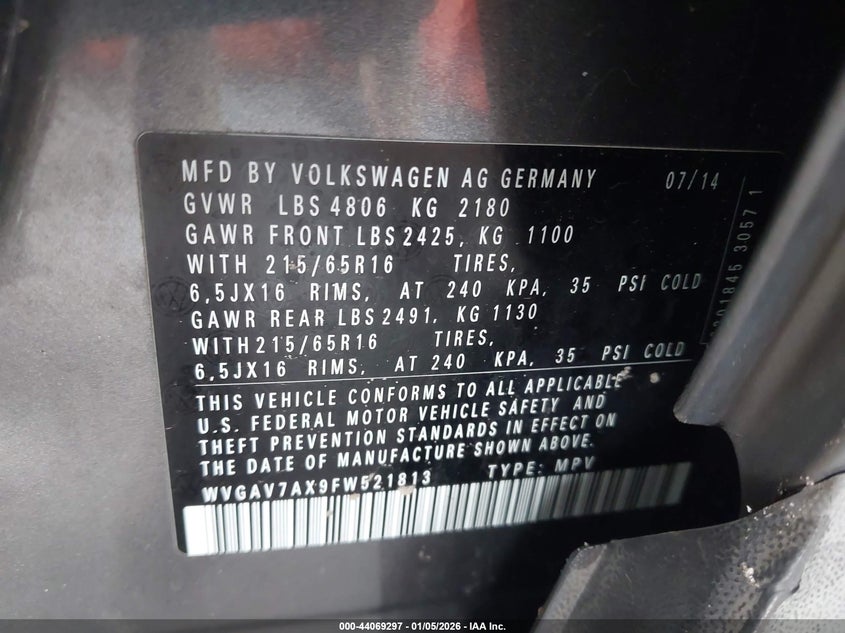 MFD BY VOLKSWAGEN AG GERMANY 07/14
GVWR LBS 4806 KG 2180
GAWR FRONT LBS 2425, KG 1100
WITH 215/65R16 TIRES,
6,5JX16 RIMS, AT 240 KPA, 35 PSI COLD
GAWR REAR LBS 2491, KG 1130
WITH 215/65R16 TIRES,
6,5JX16 RIMS, AT 240 KPA, 35 PSI COLD
THIS VEHICLE CONFORMS TO ALL APPLICABLE
U.S. FEDERAL MOTOR VEHICLE SAFETY AND
THEFT PREVENTION STANDARDS IN EFFECT ON
THE DATE OF MANUFACTURE SHOWN ABOVE.
WVGAV7AX9FW521813 TYPE: MPV
3057 1
000-44069297 - 01/05/2026 - IAA Inc.